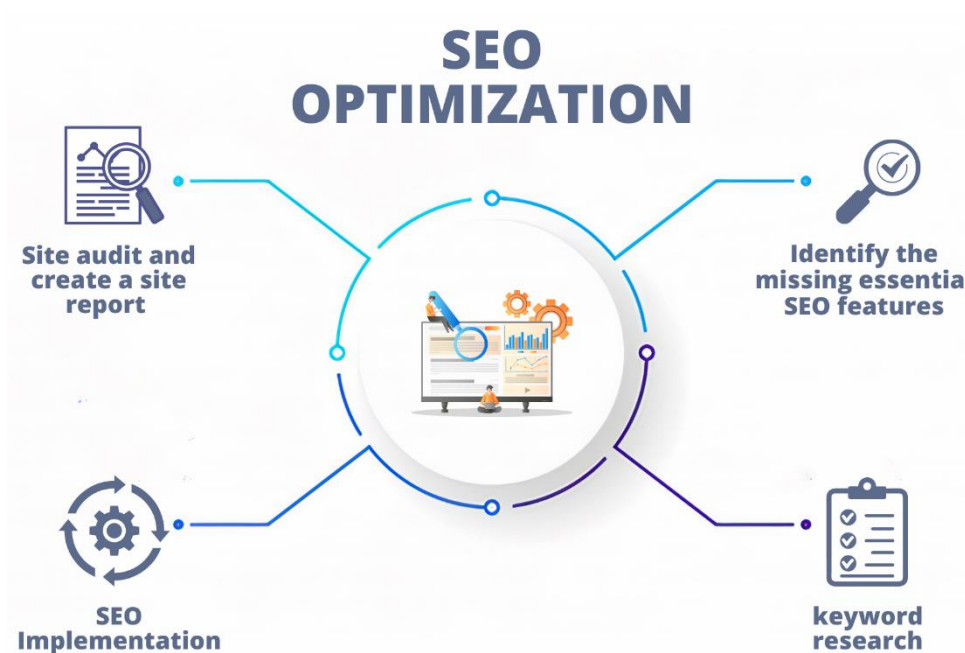 SEO
OPTIMIZATION
Site audit and
create a site
report
Identify the
missing essentia
SEO features
SEO
Implementation
keyword
research